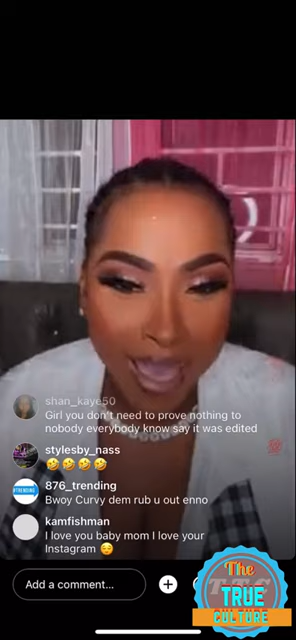 shan_kaye50
Girl you don't need to prove nothing to
nobody everybody know say it was edited
stylesby_nass
🤣🤣🤣🤣
876_trending
TRENDING
Bwoy Curvy dem rub u out enno
kamfishman
I love you baby mom I love your
Instagram 😌
Add a comment...
The
TRUE
CULTURE